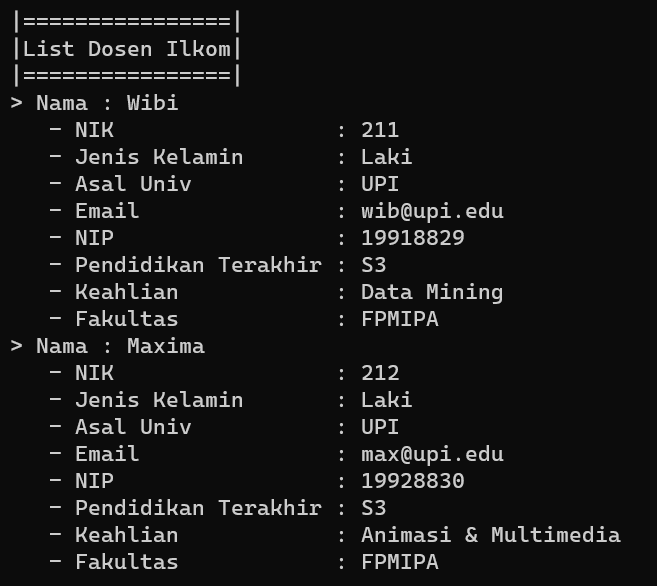 |================|
|List Dosen Ilkom|
|================|
> Nama : Wibi
   - NIK                 : 211
   - Jenis Kelamin       : Laki
   - Asal Univ           : UPI
   - Email               : wib@upi.edu
   - NIP                 : 19918829
   - Pendidikan Terakhir : S3
   - Keahlian            : Data Mining
   - Fakultas            : FPMIPA
> Nama : Maxima
   - NIK                 : 212
   - Jenis Kelamin       : Laki
   - Asal Univ           : UPI
   - Email               : max@upi.edu
   - NIP                 : 19928830
   - Pendidikan Terakhir : S3
   - Keahlian            : Animasi & Multimedia
   - Fakultas            : FPMIPA